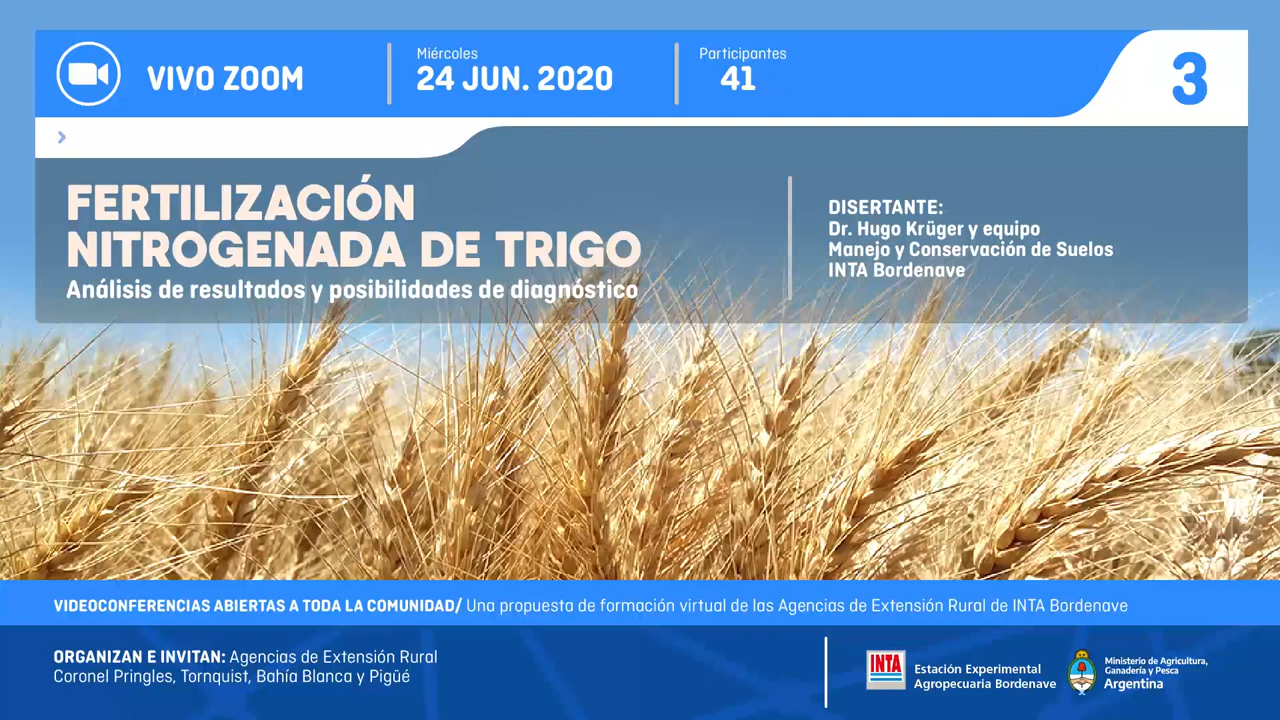 VIVO ZOOM
Miércoles
24 JUN. 2020
Participantes
41
3
FERTILIZACIÓN
NITROGENADA DE TRIGO
Análisis de resultados y posibilidades de diagnóstico
DISERTANTE:
Dr. Hugo Krüger y equipo
Manejo y Conservación de Suelos
INTA Bordenave
VIDEOCONFERENCIAS ABIERTAS A TODA LA COMUNIDAD/ Una propuesta de formación virtual de las Agencias de Extensión Rural de INTA Bordenave
ORGANIZAN E INVITAN: Agencias de Extensión Rural
Coronel Pringles, Tornquist, Bahía Blanca y Pigüé
INTA
Estación Experimental
Agropecuaria Bordenave
Ministerio de Agricultura,
Ganadería y Pesca
Argentina